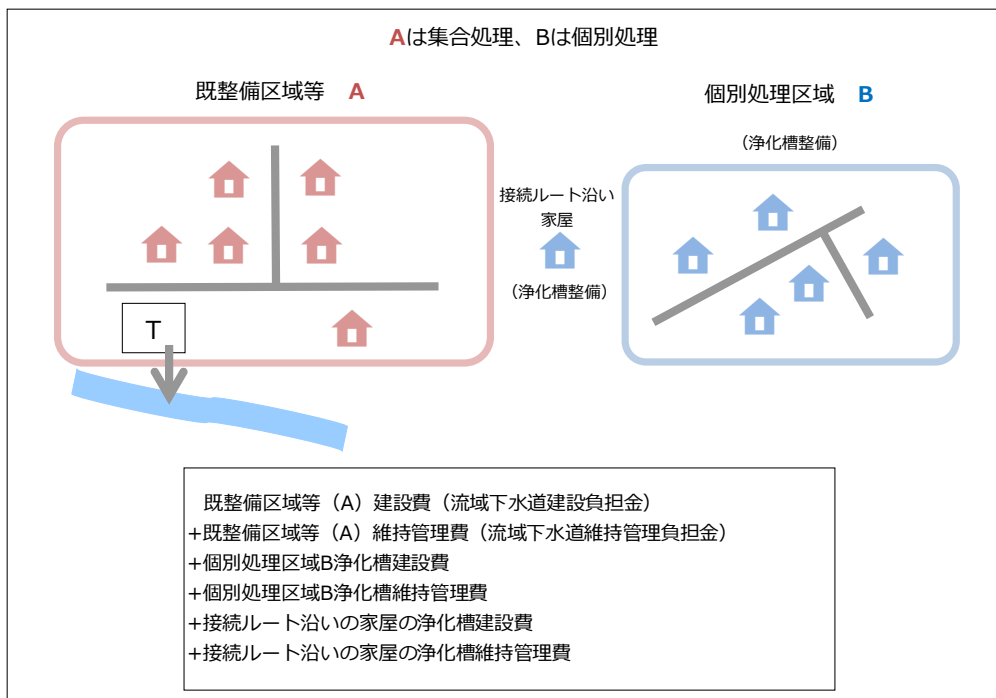 Aは集合処理、Bは個別処理
既整備区域等 A
個別処理区域 B
(浄化槽整備)
接続ルート沿い
家屋
(浄化槽整備)
T
既整備区域等（A）建設費（流域下水道建設負担金）
+既整備区域等（A）維持管理費（流域下水道維持管理負担金）
+個別処理区域B浄化槽建設費
+個別処理区域B浄化槽維持管理費
+接続ルート沿いの家屋の浄化槽建設費
+接続ルート沿いの家屋の浄化槽維持管理費